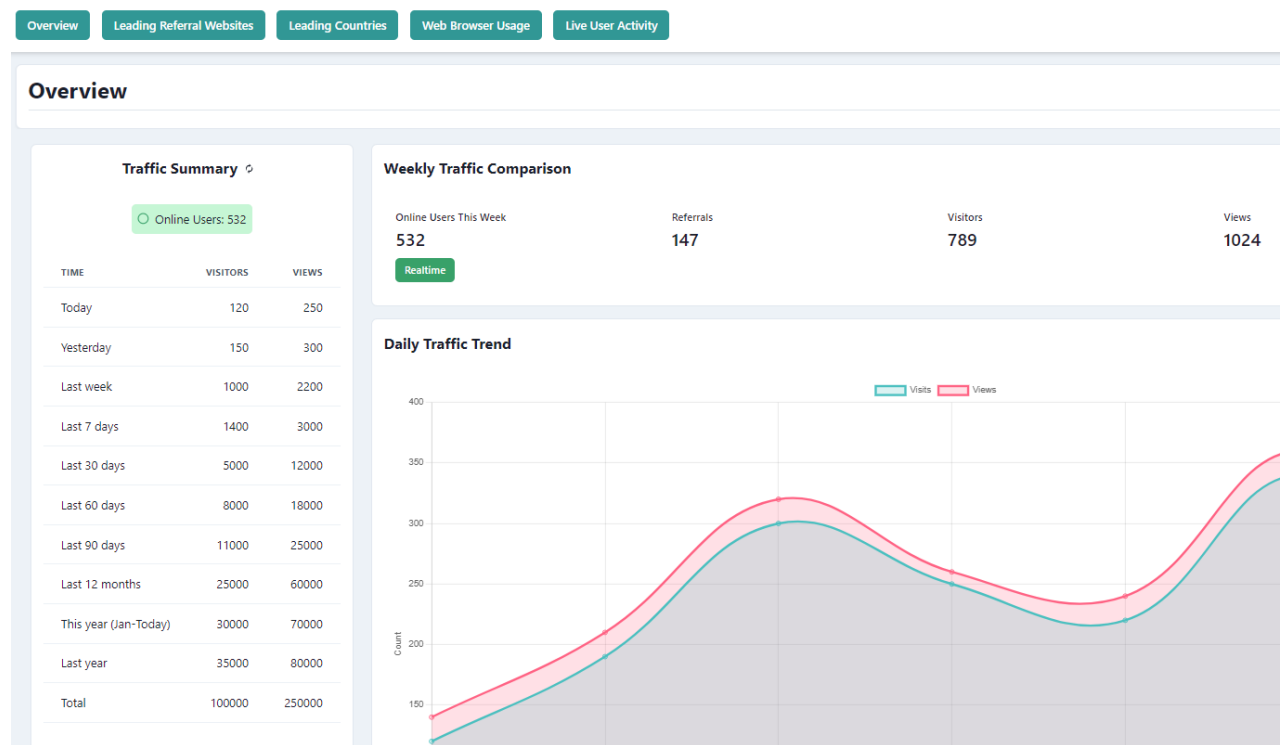 Overview Leading Referral Websites Leading Countries Web Browser Usage Live User Activity
Overview
Traffic Summary
Online Users: 532
TIME VISITORS VIEWS
Today 120 250
Yesterday 150 300
Last week 1000 2200
Last 7 days 1400 3000
Last 30 days 5000 12000
Last 60 days 8000 18000
Last 90 days 11000 25000
Last 12 months 25000 60000
This year (Jan-Today) 30000 70000
Last year 35000 80000
Total 100000 250000
Weekly Traffic Comparison
Online Users This Week Referrals Visitors Views
532 147 789 1024
Realtime
Daily Traffic Trend
Visits Views
400
350
300
250
200
150
Count